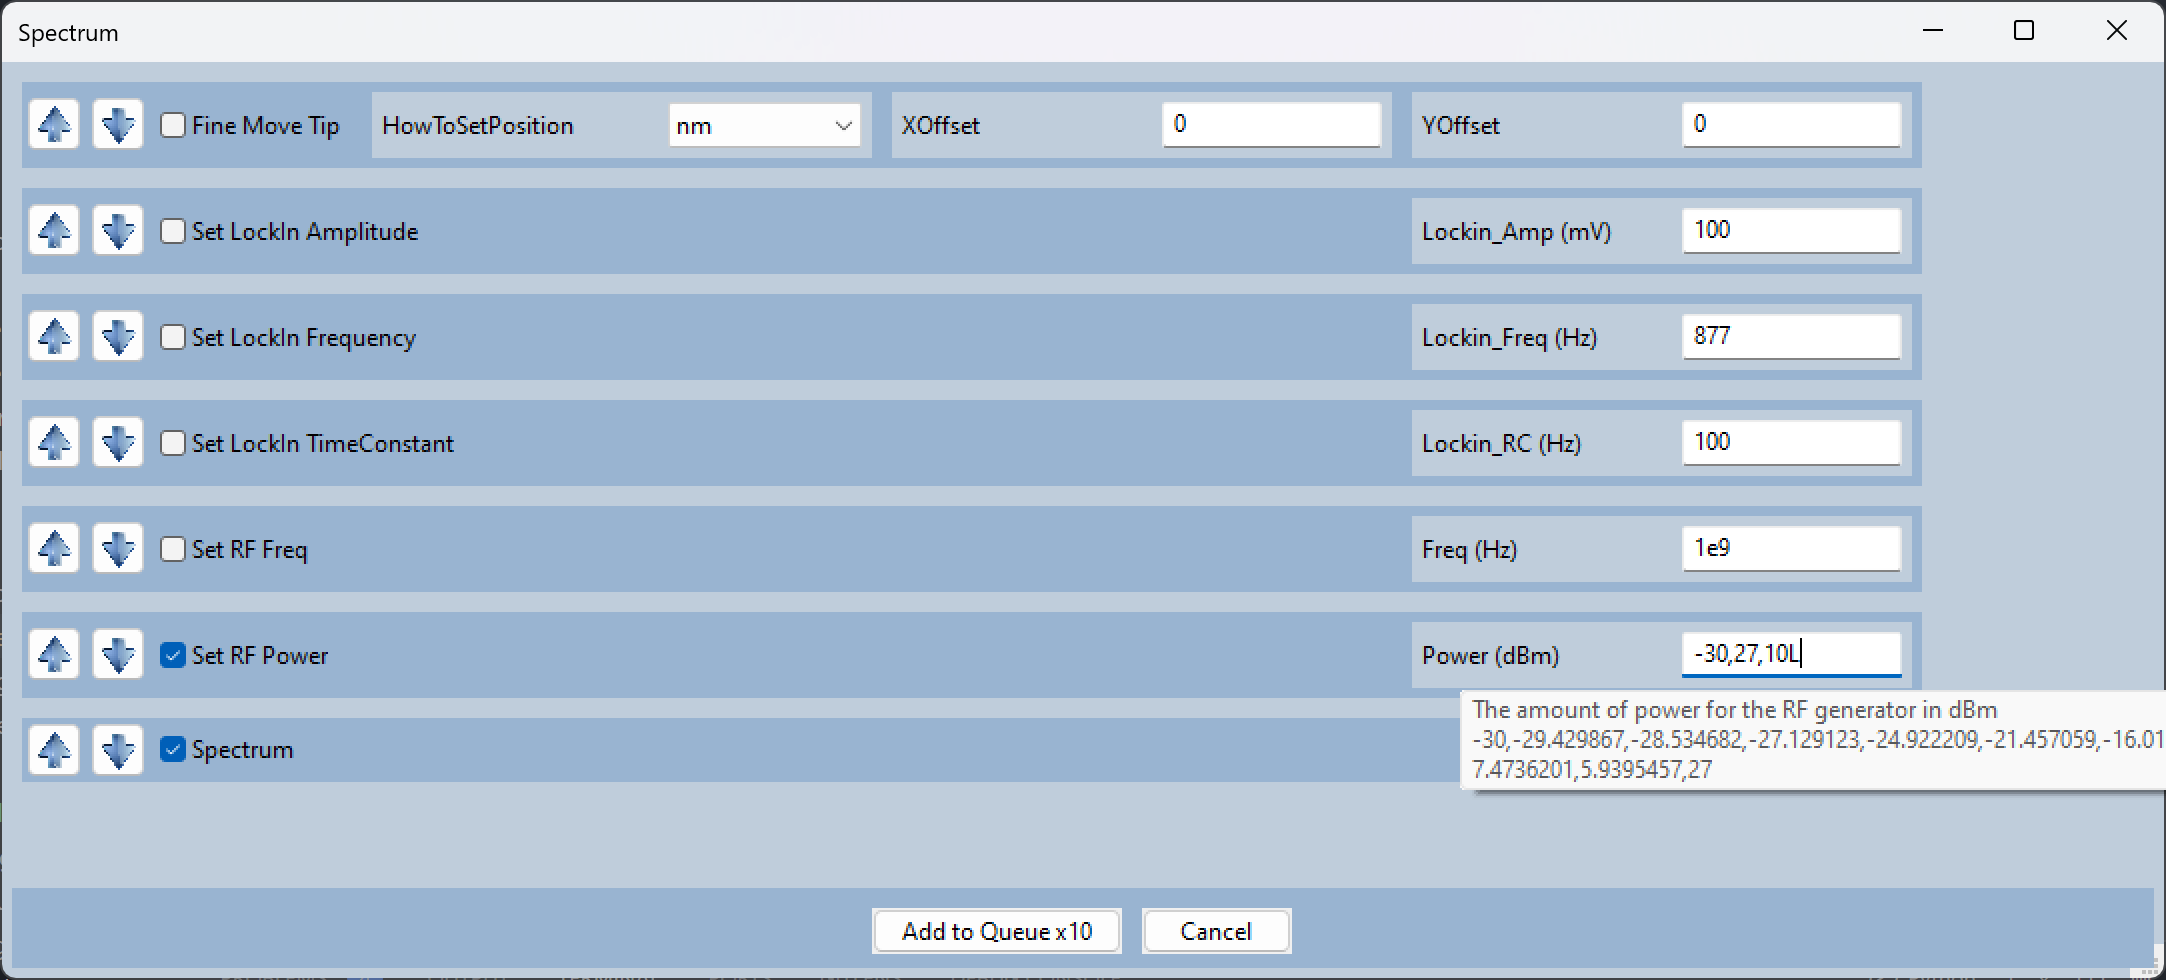 Spectrum
Fine Move Tip HowToSetPosition nm XOffset 0 YOffset 0
Set LockIn Amplitude Lockin_Amp (mV) 100
Set LockIn Frequency Lockin_Freq (Hz) 877
Set LockIn TimeConstant Lockin_RC (Hz) 100
Set RF Freq Freq (Hz) 1e9
Set RF Power Power (dBm) -30,27,10L
Spectrum
The amount of power for the RF generator in dBm
-30,-29.429867,-28.534682,-27.129123,-24.922209,-21.457059,-16.01
7.4736201,5.9395457,27
Add to Queue x10 Cancel